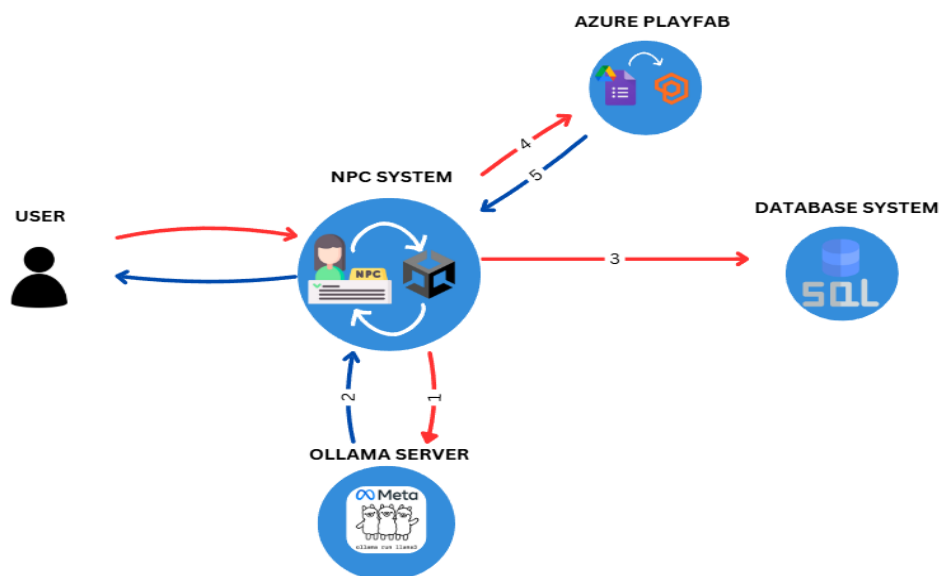 AZURE PLAYFAB
4
5
NPC SYSTEM
USER
DATABASE SYSTEM
NPC
3
SQL
2
1
OLLAMA SERVER
Meta
ollama run llama3